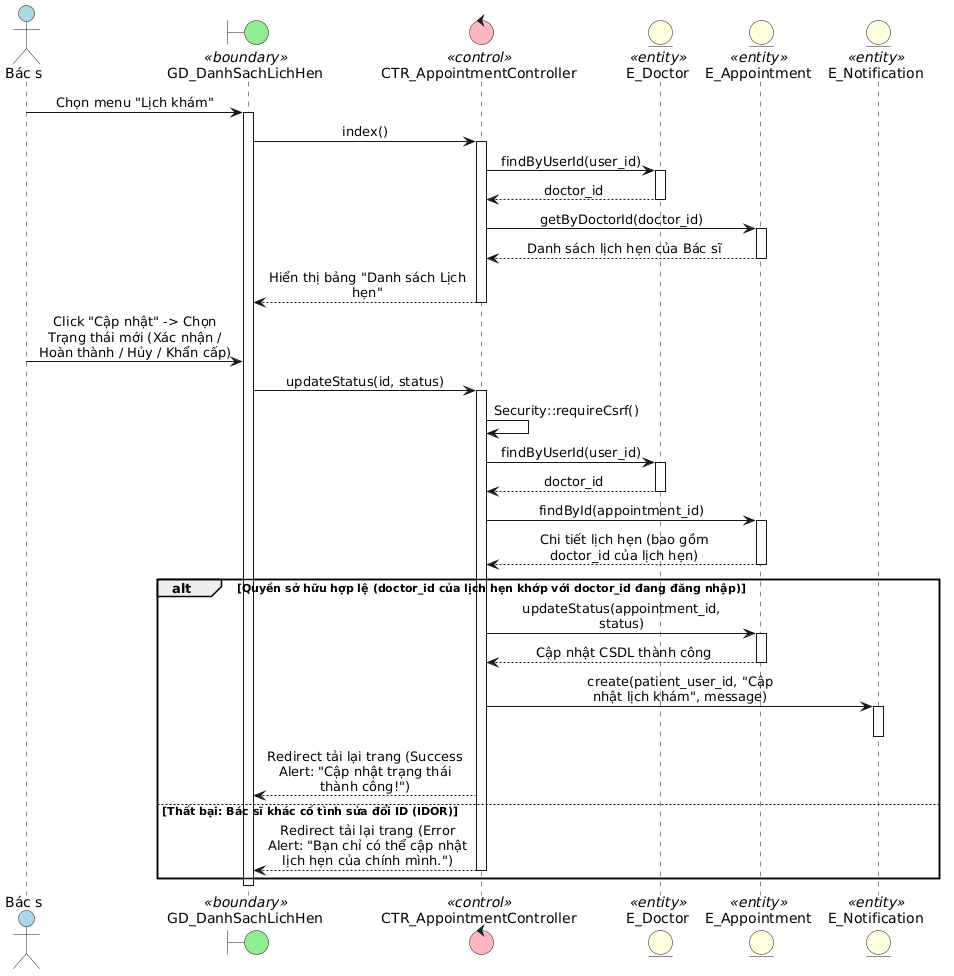 Bác s
«boundary»
GD_DanhSachLichHen
«control»
CTR_AppointmentController
«entity»
E_Doctor
«entity»
E_Appointment
«entity»
E_Notification
Chọn menu "Lịch khám"
index()
findByUserId(user_id)
doctor_id
getByDoctorId(doctor_id)
Danh sách lịch hẹn của Bác sĩ
Hiển thị bảng "Danh sách Lịch
hẹn"
Click "Cập nhật" -> Chọn
Trạng thái mới (Xác nhận /
Hoàn thành / Hủy / Khẩn cấp)
updateStatus(id, status)
Security::requireCsrf()
findByUserId(user_id)
doctor_id
findById(appointment_id)
Chi tiết lịch hẹn (bao gồm
doctor_id của lịch hẹn)
alt
[Quyền sở hữu hợp lệ (doctor_id của lịch hẹn khớp với doctor_id đang đăng nhập)]
updateStatus(appointment_id,
status)
Cập nhật CSDL thành công
create(patient_user_id, "Cập
nhật lịch khám", message)
Redirect tải lại trang (Success
Alert: "Cập nhật trạng thái
thành công!")
[Thất bại: Bác sĩ khác cố tình sửa đổi ID (IDOR)]
Redirect tải lại trang (Error
Alert: "Bạn chỉ có thể cập nhật
lịch hẹn của chính mình.")
Bác s
«boundary»
GD_DanhSachLichHen
«control»
CTR_AppointmentController
«entity»
E_Doctor
«entity»
E_Appointment
«entity»
E_Notification